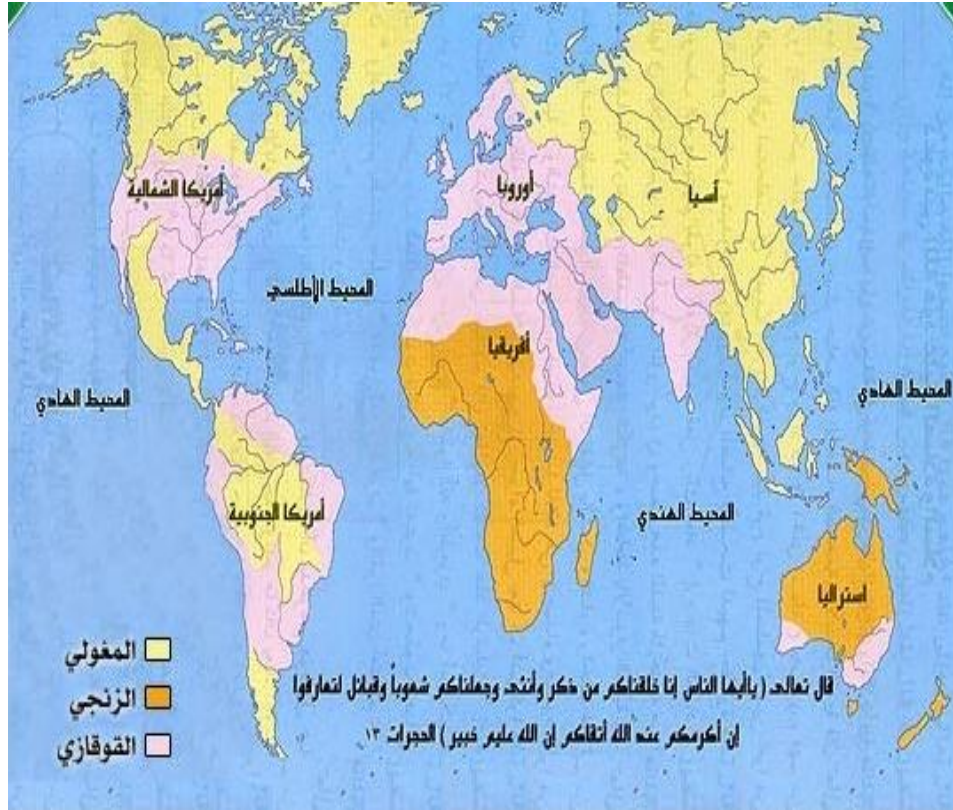 أمريكا الشمالية
أوروبا
آسيا
المحيط الأطلسي
أفريقيا
المحيط الهادي
المحيط الهادي
أمريكا الجنوبية
المحيط الهندي
استراليا
المغولي
الزنجي
القوقازي
قال تعالى ( ياأيها الناس إنا خلقناكم من ذكر وأنثى وجعلناكم شعوباً وقبائل لتعارفوا
إن أكرمكم عند الله أتقاكم إن الله عليم خبير ) الحجرات ١٣